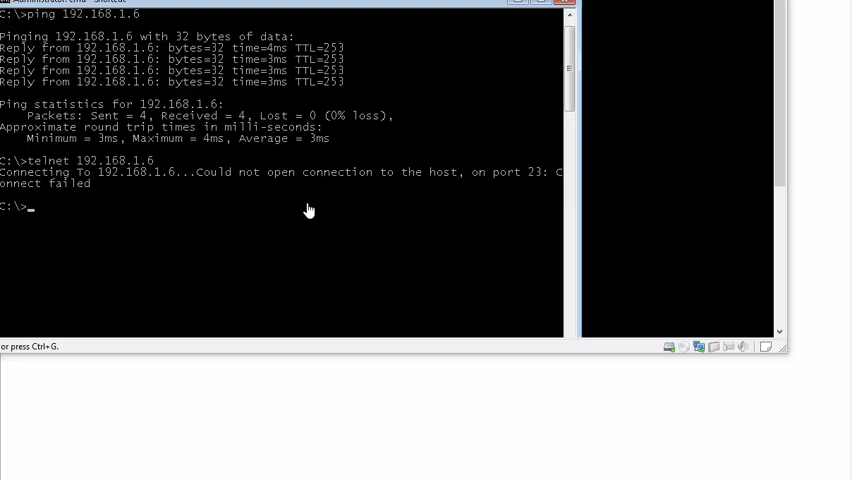 Administrator: cmd - Shortcut
C:\>ping 192.168.1.6
Pinging 192.168.1.6 with 32 bytes of data:
Reply from 192.168.1.6: bytes=32 time=4ms TTL=253
Reply from 192.168.1.6: bytes=32 time=3ms TTL=253
Reply from 192.168.1.6: bytes=32 time=3ms TTL=253
Reply from 192.168.1.6: bytes=32 time=3ms TTL=253
Ping statistics for 192.168.1.6:
Packets: Sent = 4, Received = 4, Lost = 0 (0% loss),
Approximate round trip times in milli-seconds:
Minimum = 3ms, Maximum = 4ms, Average = 3ms
C:\>telnet 192.168.1.6
Connecting To 192.168.1.6...Could not open connection to the host, on port 23: C
onnect failed
C:\>_
or press Ctrl+G.